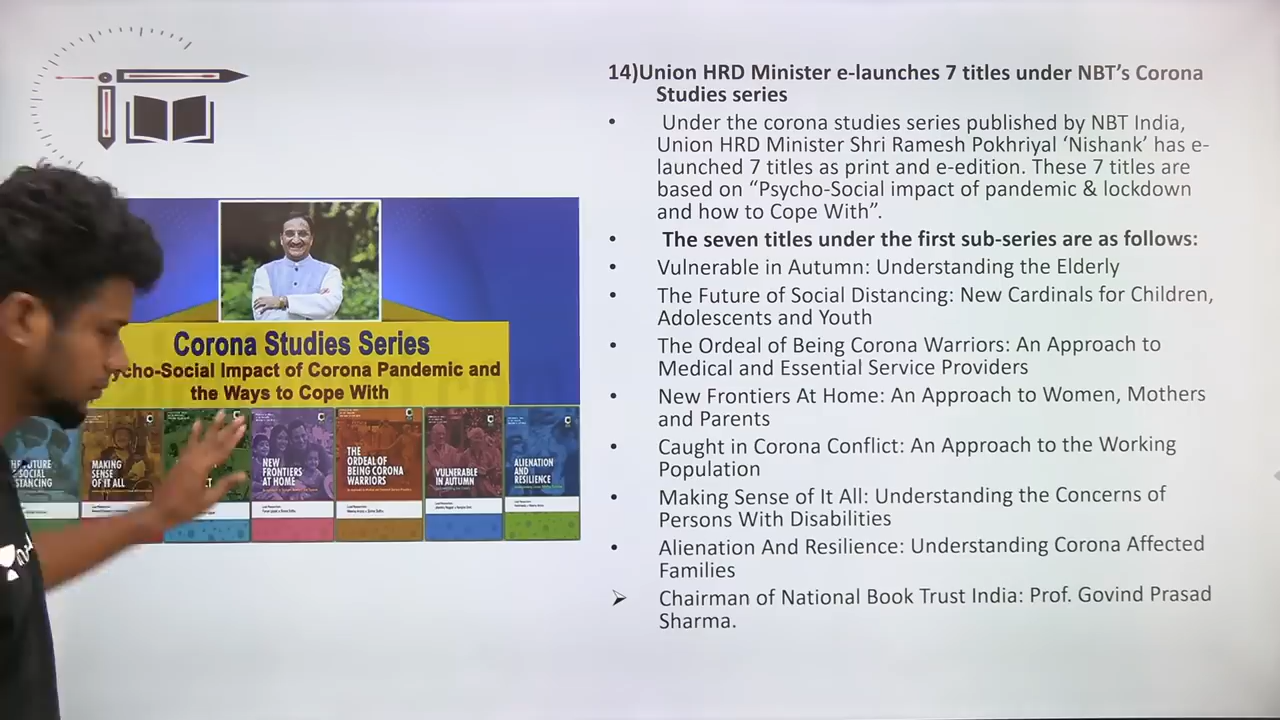 14)Union HRD Minister e-launches 7 titles under NBT’s Corona
Studies series
• Under the corona studies series published by NBT India,
Union HRD Minister Shri Ramesh Pokhriyal ‘Nishank’ has e-
launched 7 titles as print and e-edition. These 7 titles are
based on “Psycho-Social impact of pandemic & lockdown
and how to Cope With”.
• The seven titles under the first sub-series are as follows:
• Vulnerable in Autumn: Understanding the Elderly
• The Future of Social Distancing: New Cardinals for Children,
Adolescents and Youth
• The Ordeal of Being Corona Warriors: An Approach to
Medical and Essential Service Providers
• New Frontiers At Home: An Approach to Women, Mothers
and Parents
• Caught in Corona Conflict: An Approach to the Working
Population
• Making Sense of It All: Understanding the Concerns of
Persons With Disabilities
• Alienation And Resilience: Understanding Corona Affected
Families
➢ Chairman of National Book Trust India: Prof. Govind Prasad
Sharma.
Corona Studies Series
ycho-Social Impact of Corona Pandemic and
the Ways to Cope With
MAKING
SENSE
OF IT ALL
NEW
FRONTIERS
AT HOME
THE
ORDEAL OF
BEING CORONA
WARRIORS
VULNERABLE
IN AUTUMN
ALIENATION
AND
RESILIENCE